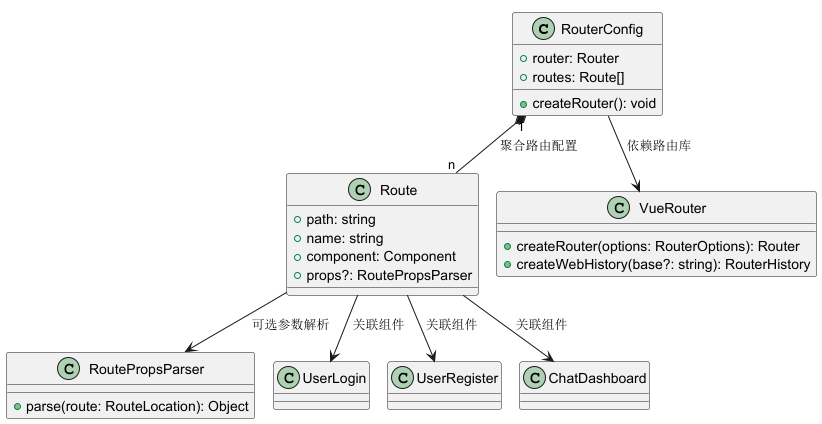 C RouterConfig
router: Router
routes: Route[]
createRouter(): void
1
聚合路由配置
依赖路由库
n
C Route
path: string
name: string
component: Component
props?: RoutePropsParser
C VueRouter
createRouter(options: RouterOptions): Router
createWebHistory(base?: string): RouterHistory
可选参数解析
关联组件
关联组件
关联组件
C RoutePropsParser
parse(route: RouteLocation): Object
C UserLogin
C UserRegister
C ChatDashboard